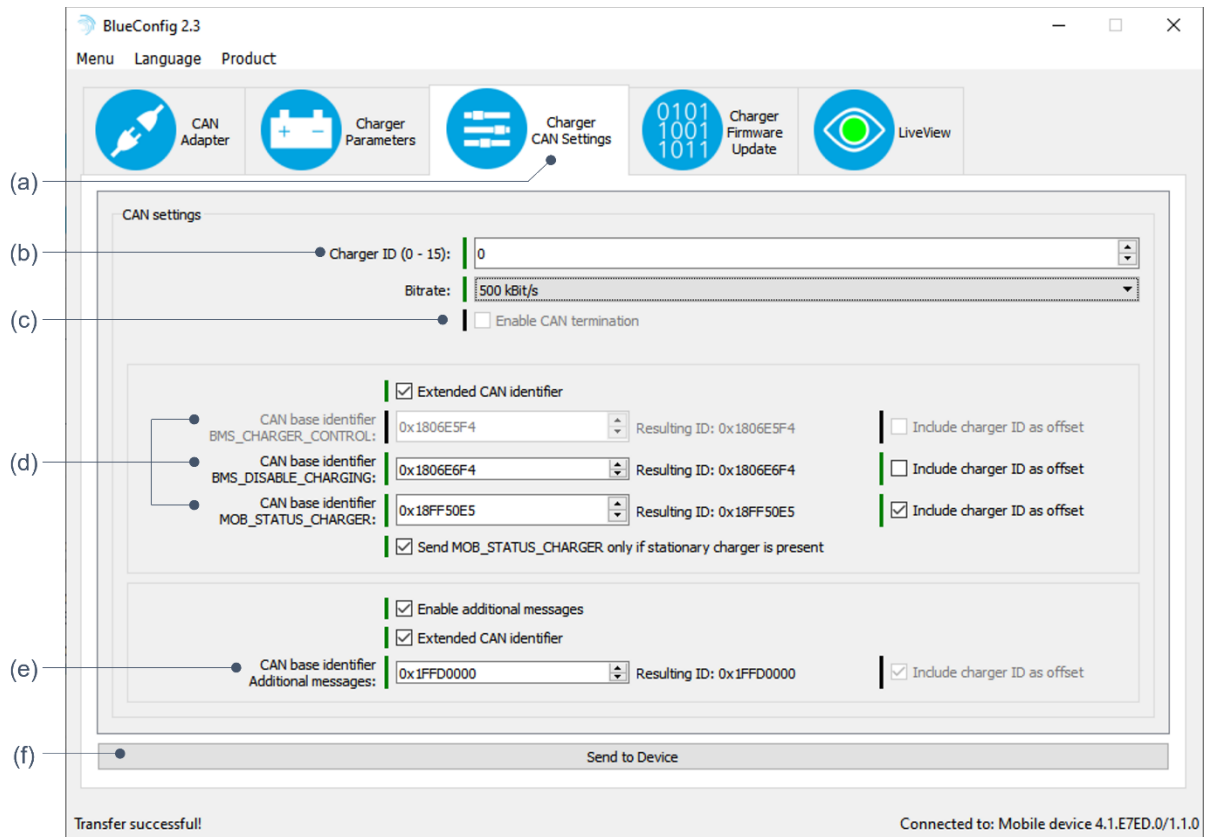 BlueConfig 2.3
Menu Language Product
CAN
Adapter
Charger
Parameters
Charger
CAN Settings
0101
1001
1011
Charger
Firmware
Update
LiveView
(a)
CAN settings
(b)
Charger ID (0 - 15):
0
Bitrate:
500 kBit/s
(c)
Enable CAN termination
Extended CAN identifier
CAN base identifier
BMS_CHARGER_CONTROL:
0x1806E5F4
Resulting ID: 0x1806E5F4
Include charger ID as offset
(d)
CAN base identifier
BMS_DISABLE_CHARGING:
0x1806E6F4
Resulting ID: 0x1806E6F4
Include charger ID as offset
CAN base identifier
MOB_STATUS_CHARGER:
0x18FF50E5
Resulting ID: 0x18FF50E5
Include charger ID as offset
Send MOB_STATUS_CHARGER only if stationary charger is present
Enable additional messages
Extended CAN identifier
(e)
CAN base identifier
Additional messages:
0x1FFD0000
Resulting ID: 0x1FFD0000
Include charger ID as offset
(f)
Send to Device
Transfer successful!
Connected to: Mobile device 4.1.E7ED.0/1.1.0